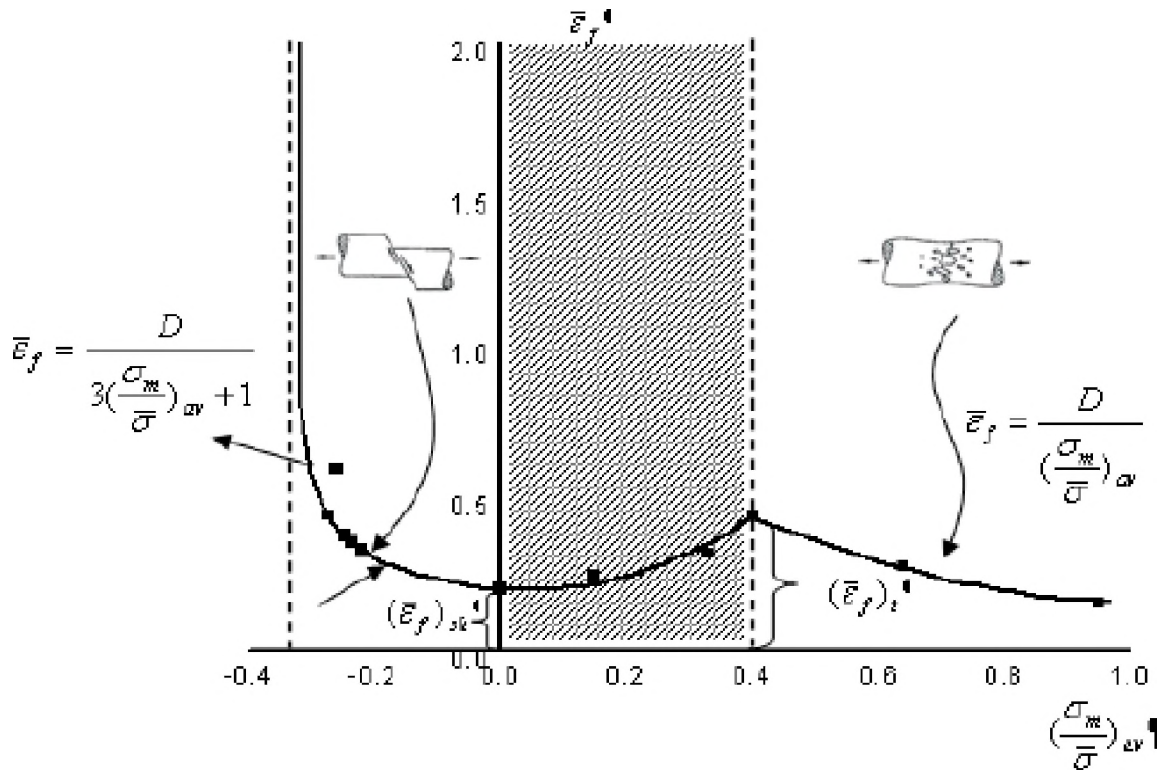 ε̄_f¶
2.0
1.5
1.0
0.5
0.0
ε̄_f = D / (3(σ_m/σ̄)_av + 1)
ε̄_f = D / (σ_m/σ̄)_av
(ε̄_f)_sh¶
(ε̄_f)_t¶
-0.4 -0.2 0.0 0.2 0.4 0.6 0.8 1.0
(σ_m/σ̄)_av¶